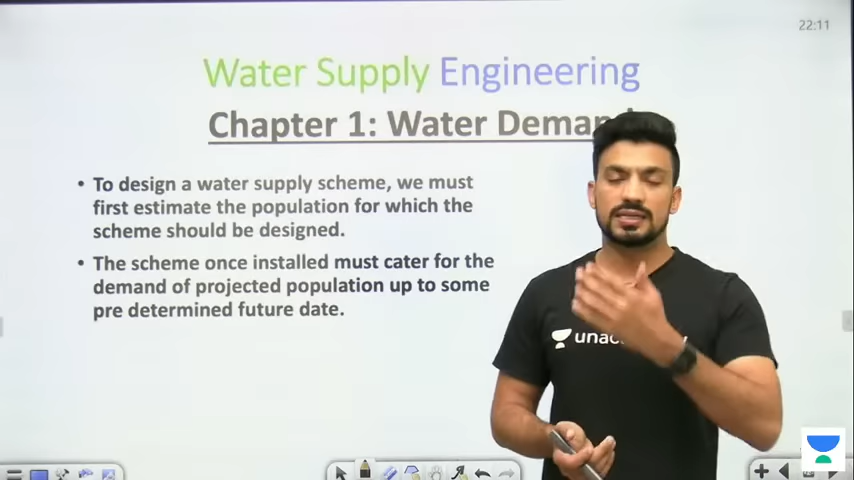 22:11
Water Supply Engineering
Chapter 1: Water
• To design a water supply scheme, we must
first estimate the population for which the
scheme should be designed.
• The scheme once installed must cater for the
demand of projected population up to some
pre determined future date.